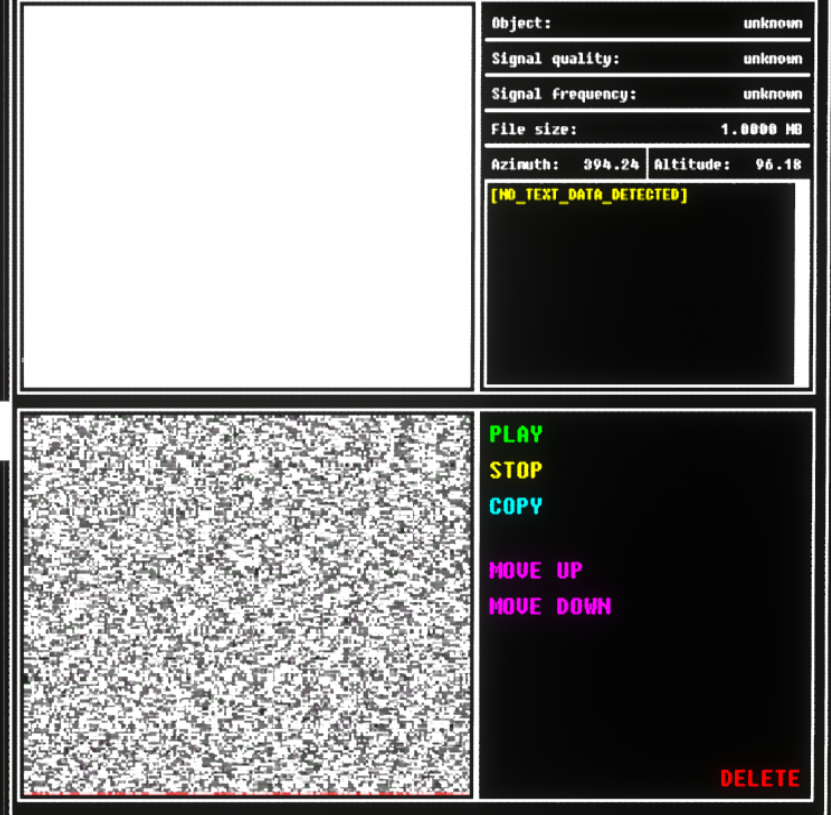 Object: unknown
Signal quality: unknown
Signal frequency: unknown
File size: 1.0000 MB
Azimuth: 394.24 Altitude: 96.18
[NO_TEXT_DATA_DETECTED]
PLAY
STOP
COPY
MOVE UP
MOVE DOWN
DELETE